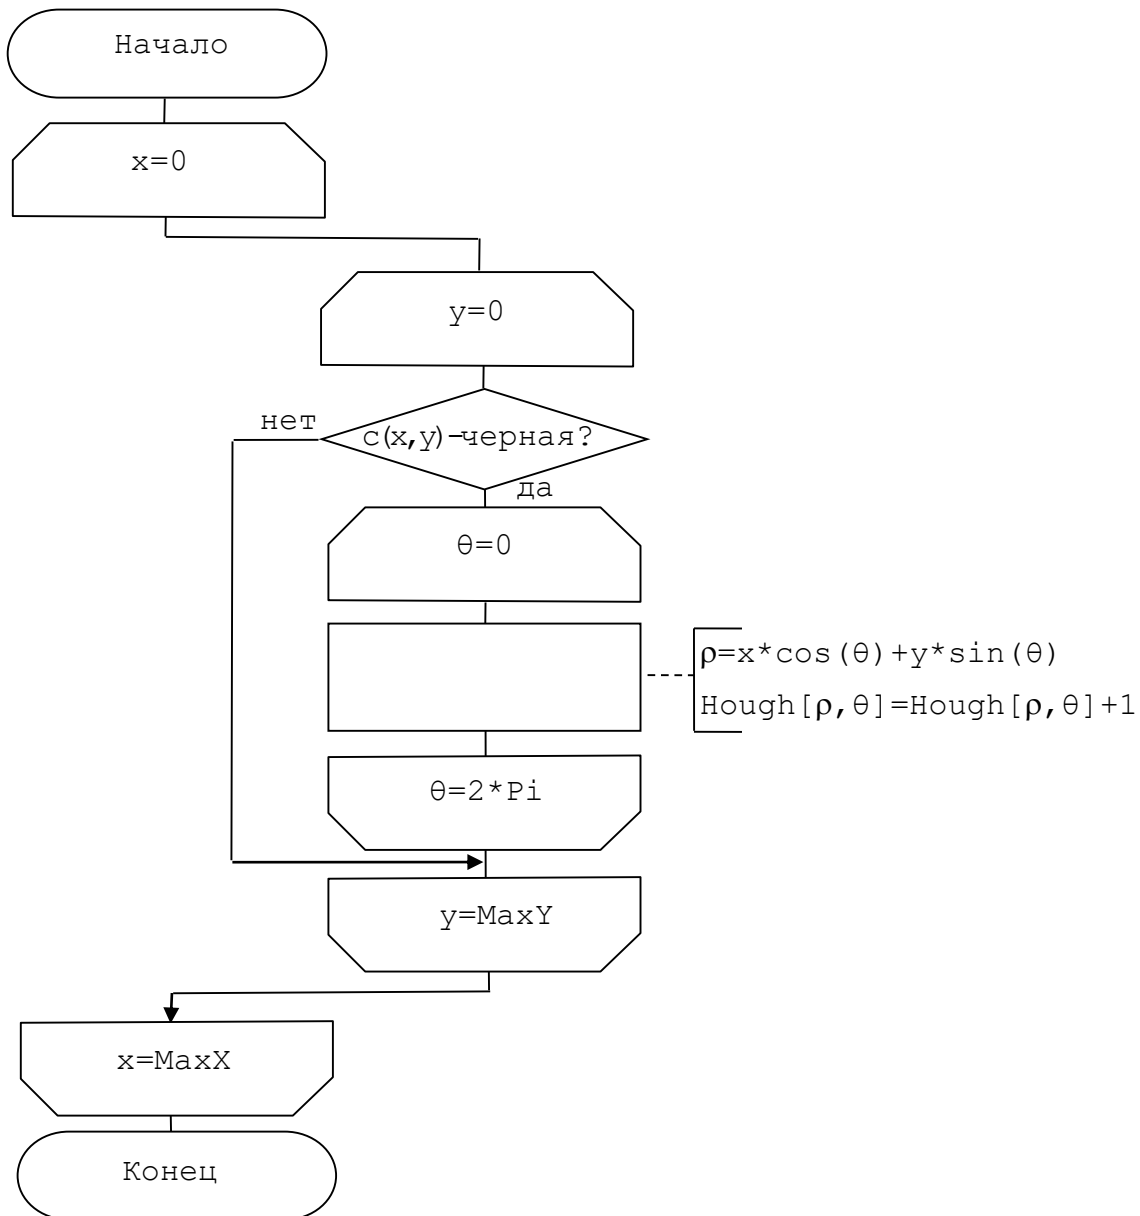 Начало
x=0
y=0
нет
c(x,y)-черная?
да
θ=0
ρ=x*cos(θ)+y*sin(θ)
Hough[ρ,θ]=Hough[ρ,θ]+1
θ=2*Pi
y=MaxY
x=MaxX
Конец